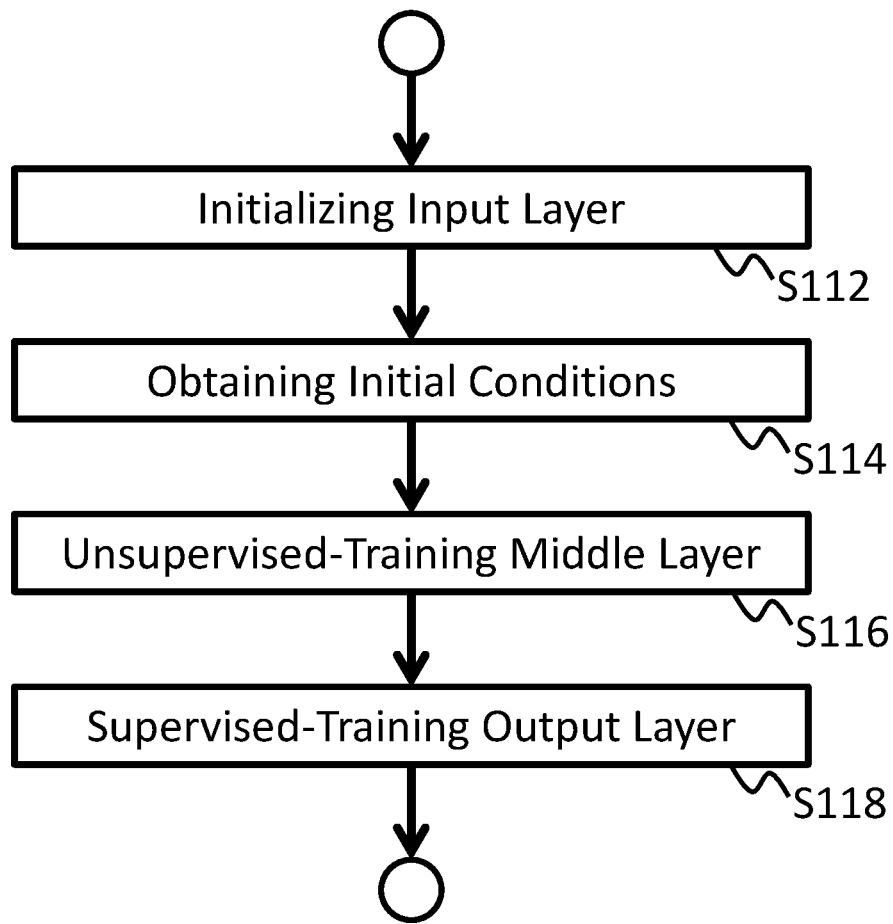 Initializing Input Layer
S112
Obtaining Initial Conditions
S114
Unsupervised-Training Middle Layer
S116
Supervised-Training Output Layer
S118